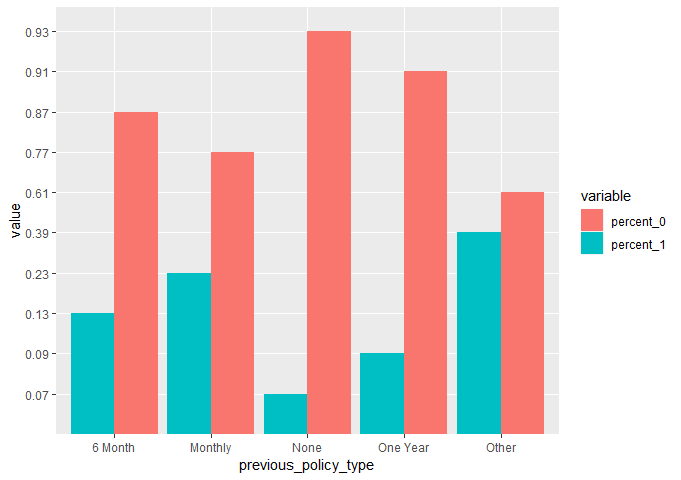 0.93
0.91
0.87
0.77
0.61
0.39
0.23
0.13
0.09
0.07
value
6 Month Monthly None One Year Other
previous_policy_type
variable
percent_0
percent_1